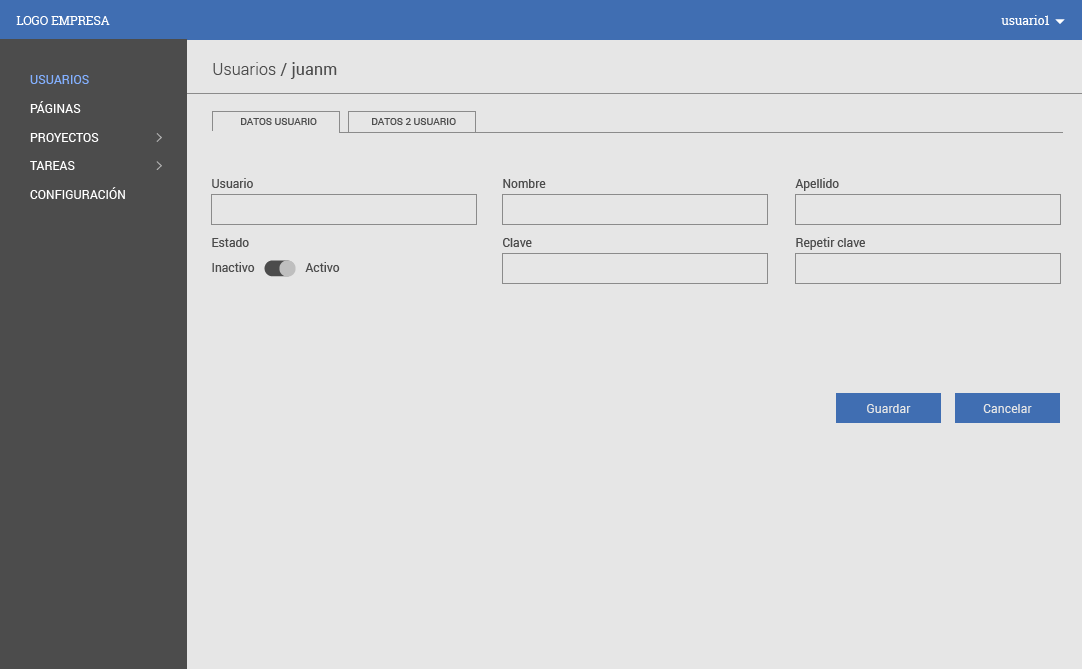 LOGO EMPRESA
usuario1
USUARIOS
PÁGINAS
PROYECTOS
TAREAS
CONFIGURACIÓN
Usuarios / juanm
DATOS USUARIO
DATOS 2 USUARIO
Usuario
Nombre
Apellido
Estado
Clave
Repetir clave
Inactivo
Activo
Guardar
Cancelar